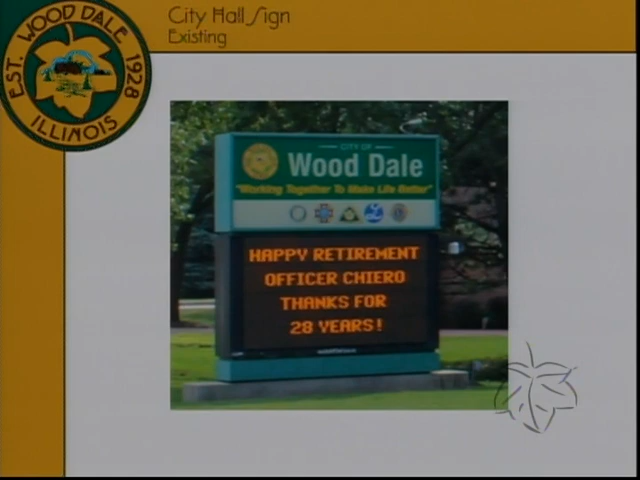 EST. WOOD DALE 1928
ILLINOIS
City Hall Sign
Existing
CITY OF
Wood Dale
"Working Together To Make Life Better"
HAPPY RETIREMENT
OFFICER CHIERO
THANKS FOR
28 YEARS!